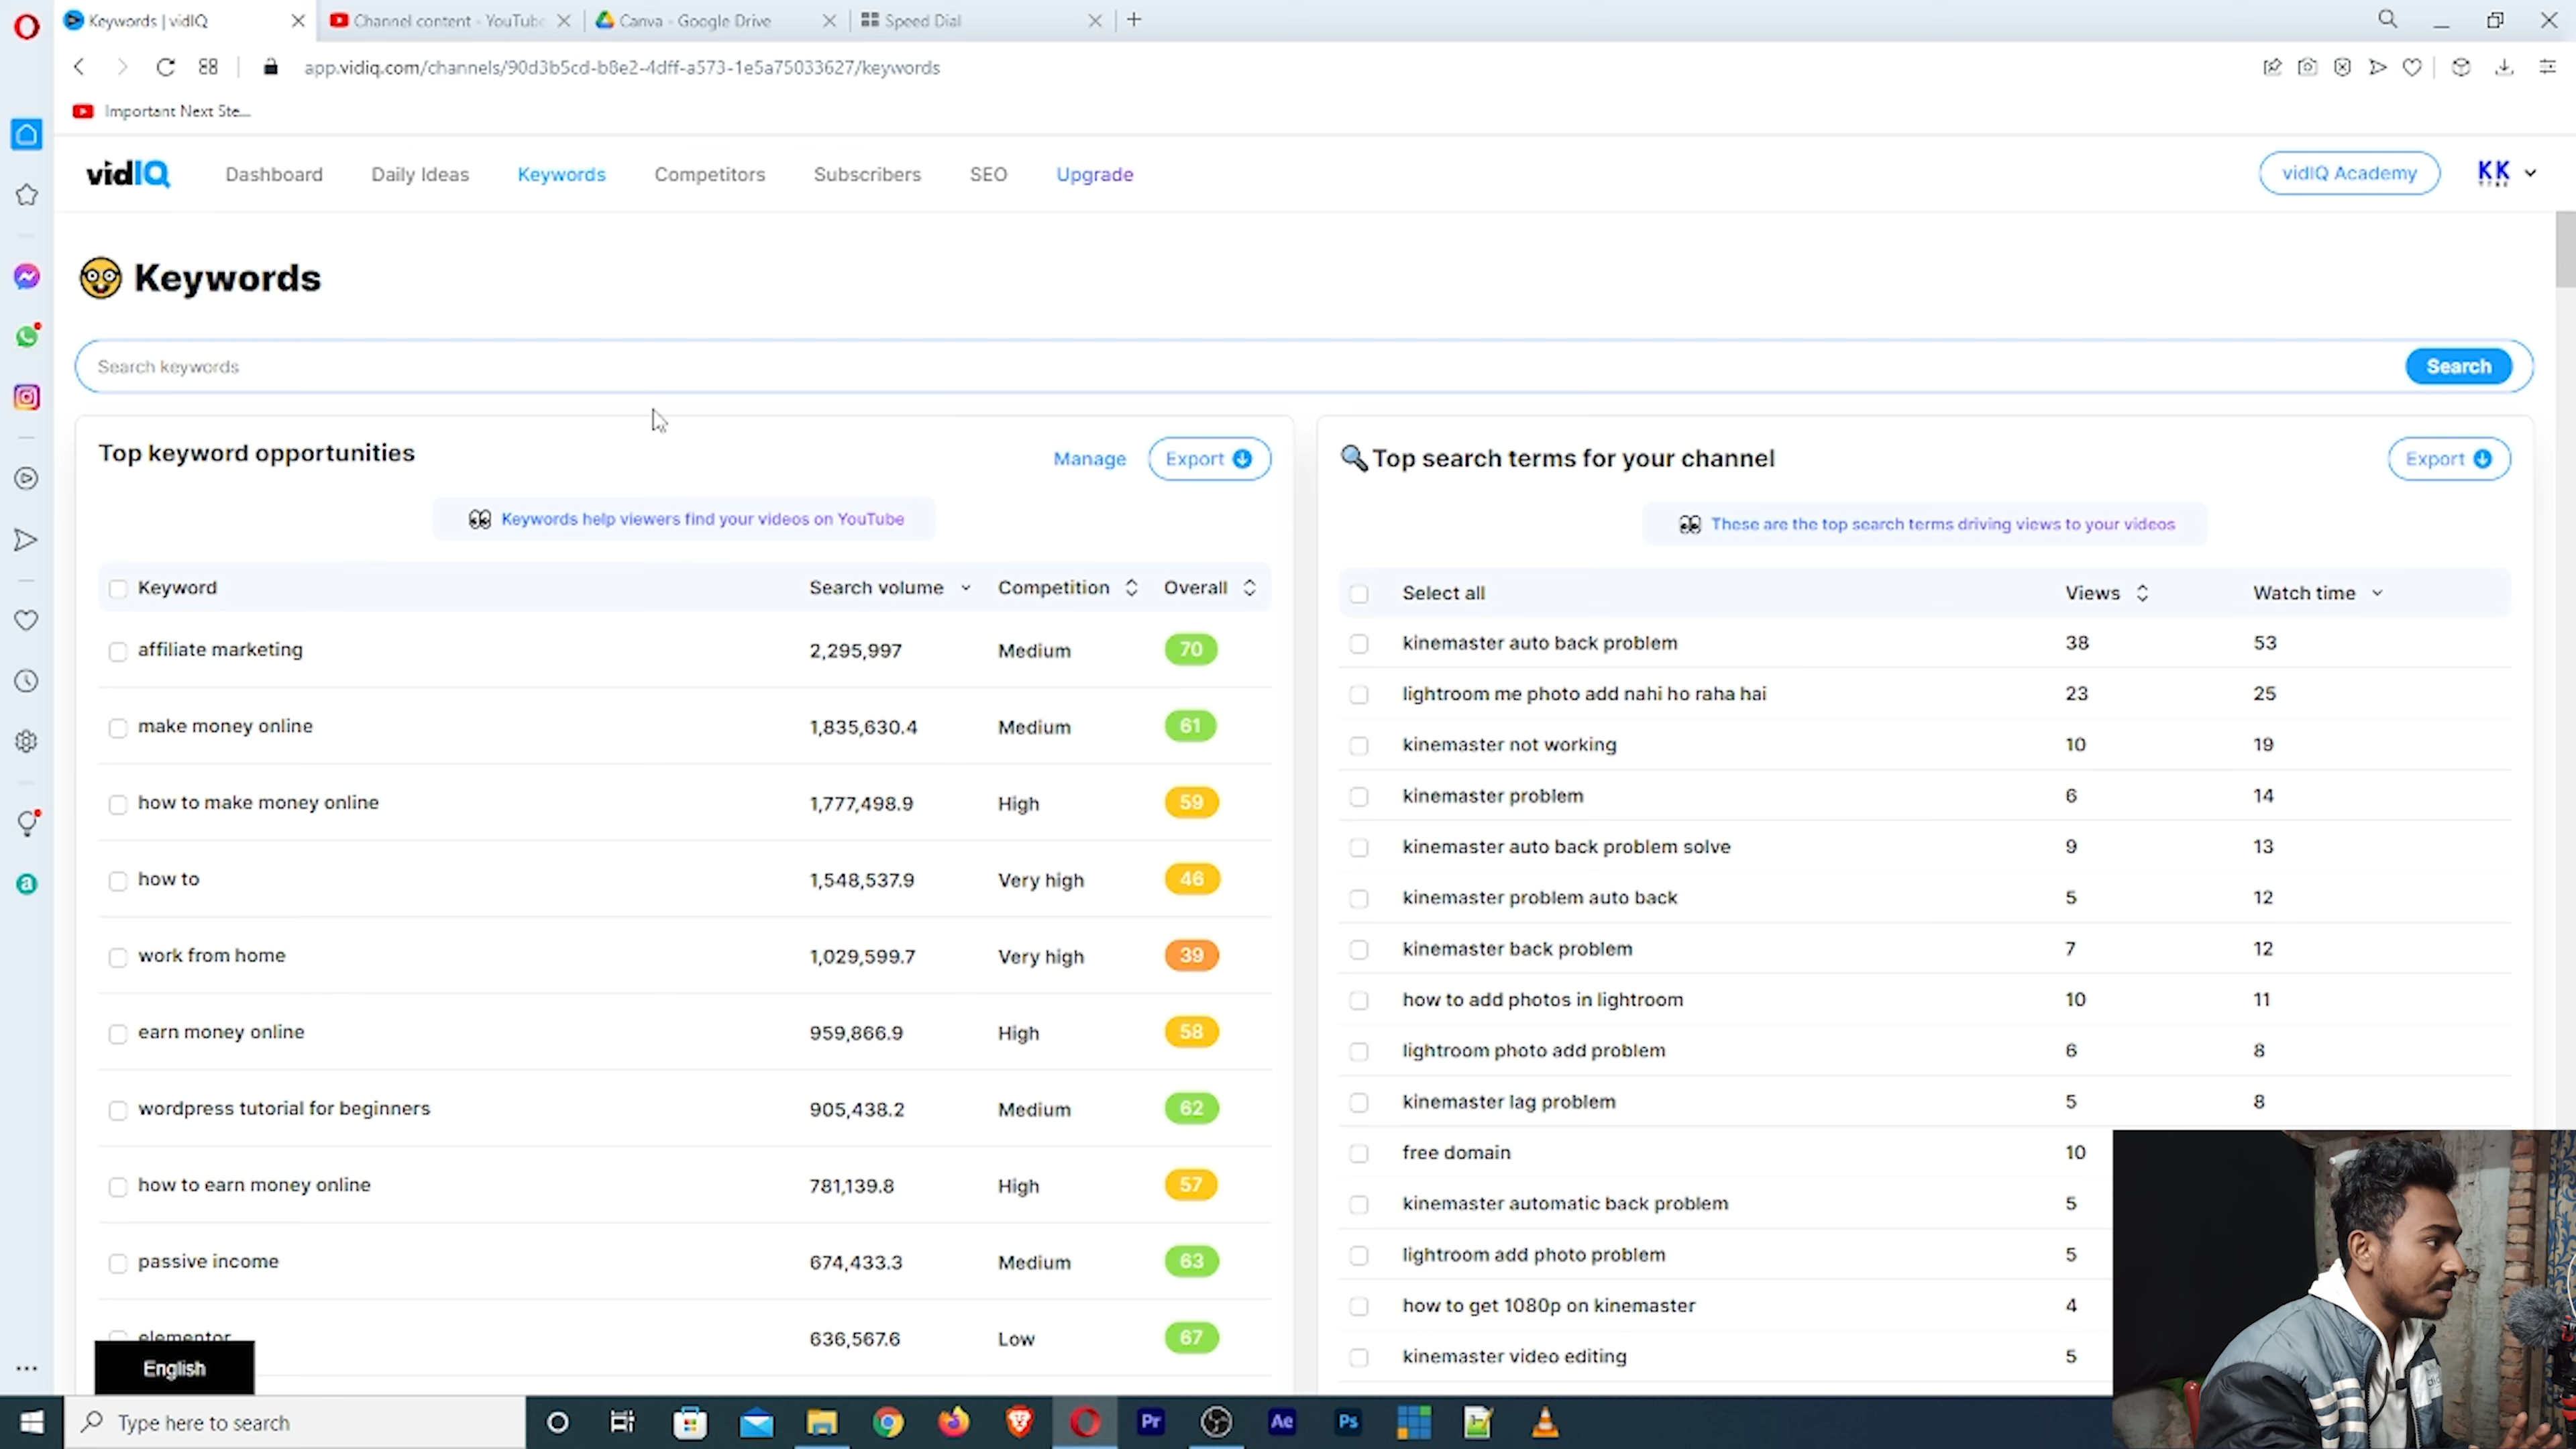 Keywords | vidIQ
Channel content - YouTube
Canva - Google Drive
Speed Dial
app.vidiq.com/channels/90d3b5cd-b8e2-4dff-a573-1e5a75033627/keywords
Important Next Ste...
vidIQ
Dashboard
Daily Ideas
Keywords
Competitors
Subscribers
SEO
Upgrade
vidIQ Academy
KK
Keywords
Search keywords
Search
Top keyword opportunities
Manage
Export
Keywords help viewers find your videos on YouTube
Keyword Search volume Competition Overall
affiliate marketing 2,295,997 Medium 70
make money online 1,835,630.4 Medium 61
how to make money online 1,777,498.9 High 59
how to 1,548,537.9 Very high 46
work from home 1,029,599.7 Very high 39
earn money online 959,866.9 High 58
wordpress tutorial for beginners 905,438.2 Medium 62
how to earn money online 781,139.8 High 57
passive income 674,433.3 Medium 63
elementor 636,567.6 Low 67
English
Top search terms for your channel
Export
These are the top search terms driving views to your videos
Select all Views Watch time
kinemaster auto back problem 38 53
lightroom me photo add nahi ho raha hai 23 25
kinemaster not working 10 19
kinemaster problem 6 14
kinemaster auto back problem solve 9 13
kinemaster problem auto back 5 12
kinemaster back problem 7 12
how to add photos in lightroom 10 11
lightroom photo add problem 6 8
kinemaster lag problem 5 8
free domain 10
kinemaster automatic back problem 5
lightroom add photo problem 5
how to get 1080p on kinemaster 4
kinemaster video editing 5
Type here to search
Pr
Ae
Ps